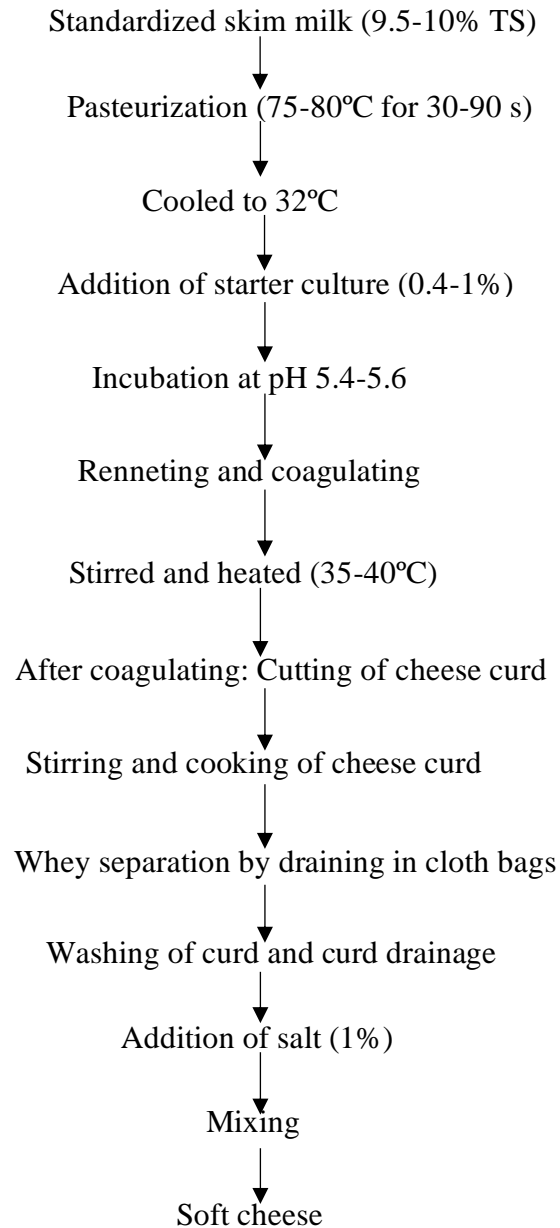 Standardized skim milk (9.5-10% TS)
Pasteurization (75-80ºC for 30-90 s)
Cooled to 32ºC
Addition of starter culture (0.4-1%)
Incubation at pH 5.4-5.6
Renneting and coagulating
Stirred and heated (35-40ºC)
After coagulating: Cutting of cheese curd
Stirring and cooking of cheese curd
Whey separation by draining in cloth bags
Washing of curd and curd drainage
Addition of salt (1%)
Mixing
Soft cheese